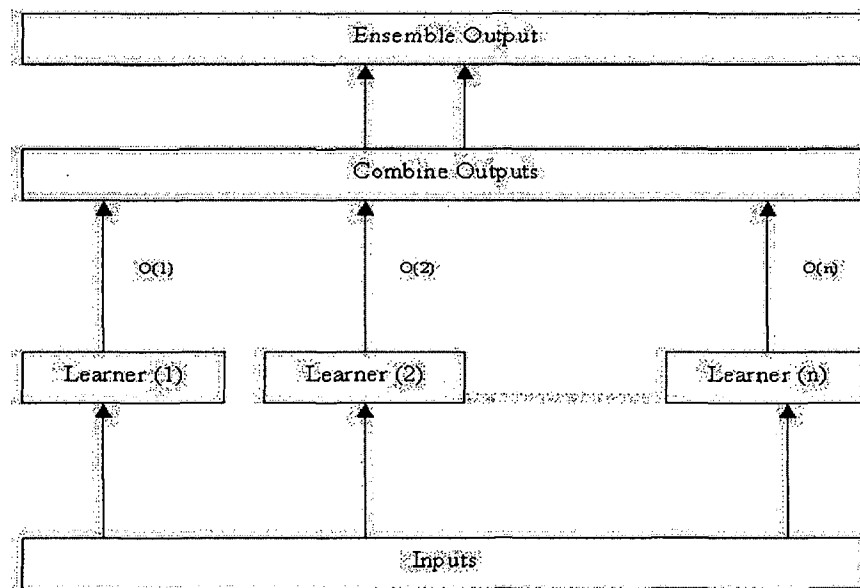 Ensemble Output
Combine Outputs
O(1)
O(2)
O(n)
Learner (1)
Learner (2)
Learner (n)
Inputs